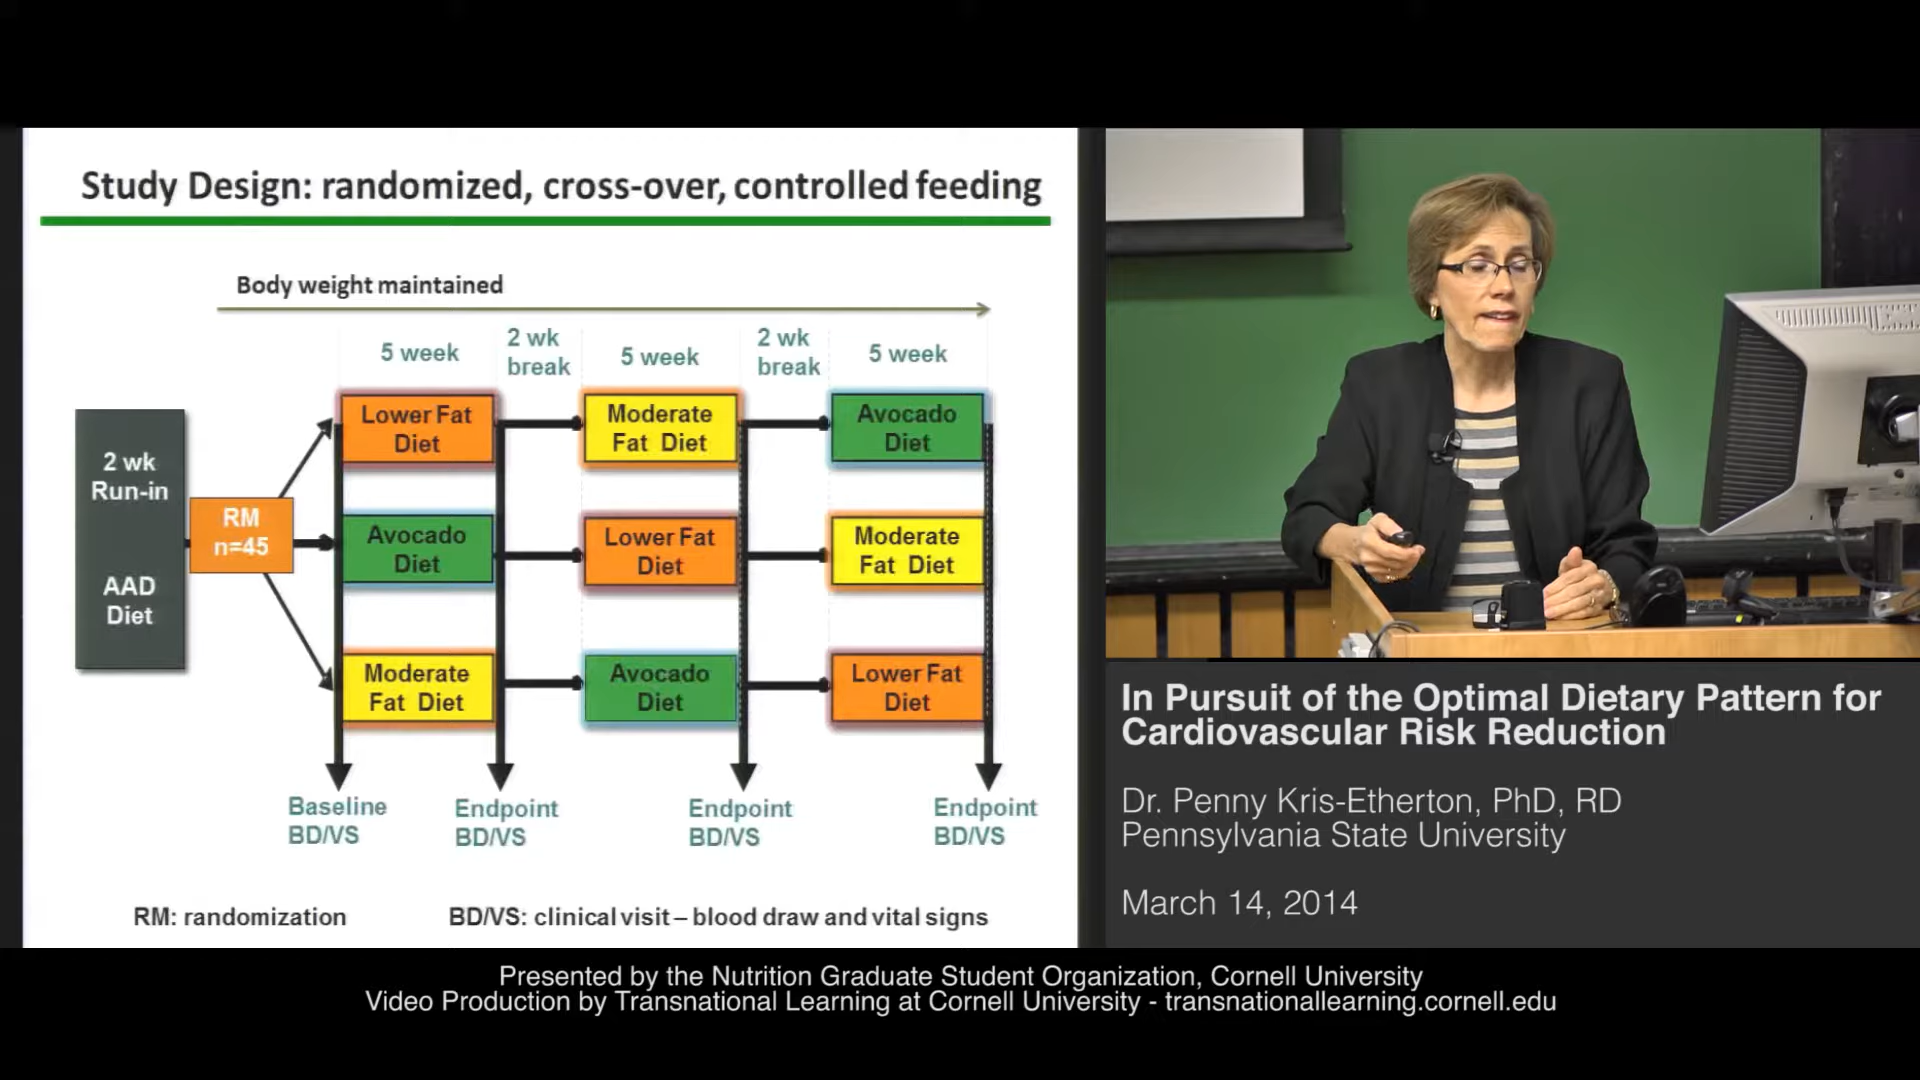 Study Design: randomized, cross-over, controlled feeding
Body weight maintained
5 week
2 wk
break
5 week
2 wk
break
5 week
2 wk
Run-in
AAD
Diet
RM
n=45
Lower Fat
Diet
Moderate
Fat Diet
Avocado
Diet
Avocado
Diet
Lower Fat
Diet
Moderate
Fat Diet
Moderate
Fat Diet
Avocado
Diet
Lower Fat
Diet
Baseline
BD/VS
Endpoint
BD/VS
Endpoint
BD/VS
Endpoint
BD/VS
RM: randomization
BD/VS: clinical visit – blood draw and vital signs
In Pursuit of the Optimal Dietary Pattern for
Cardiovascular Risk Reduction
Dr. Penny Kris-Etherton, PhD, RD
Pennsylvania State University
March 14, 2014
Presented by the Nutrition Graduate Student Organization, Cornell University
Video Production by Transnational Learning at Cornell University - transnationallearning.cornell.edu